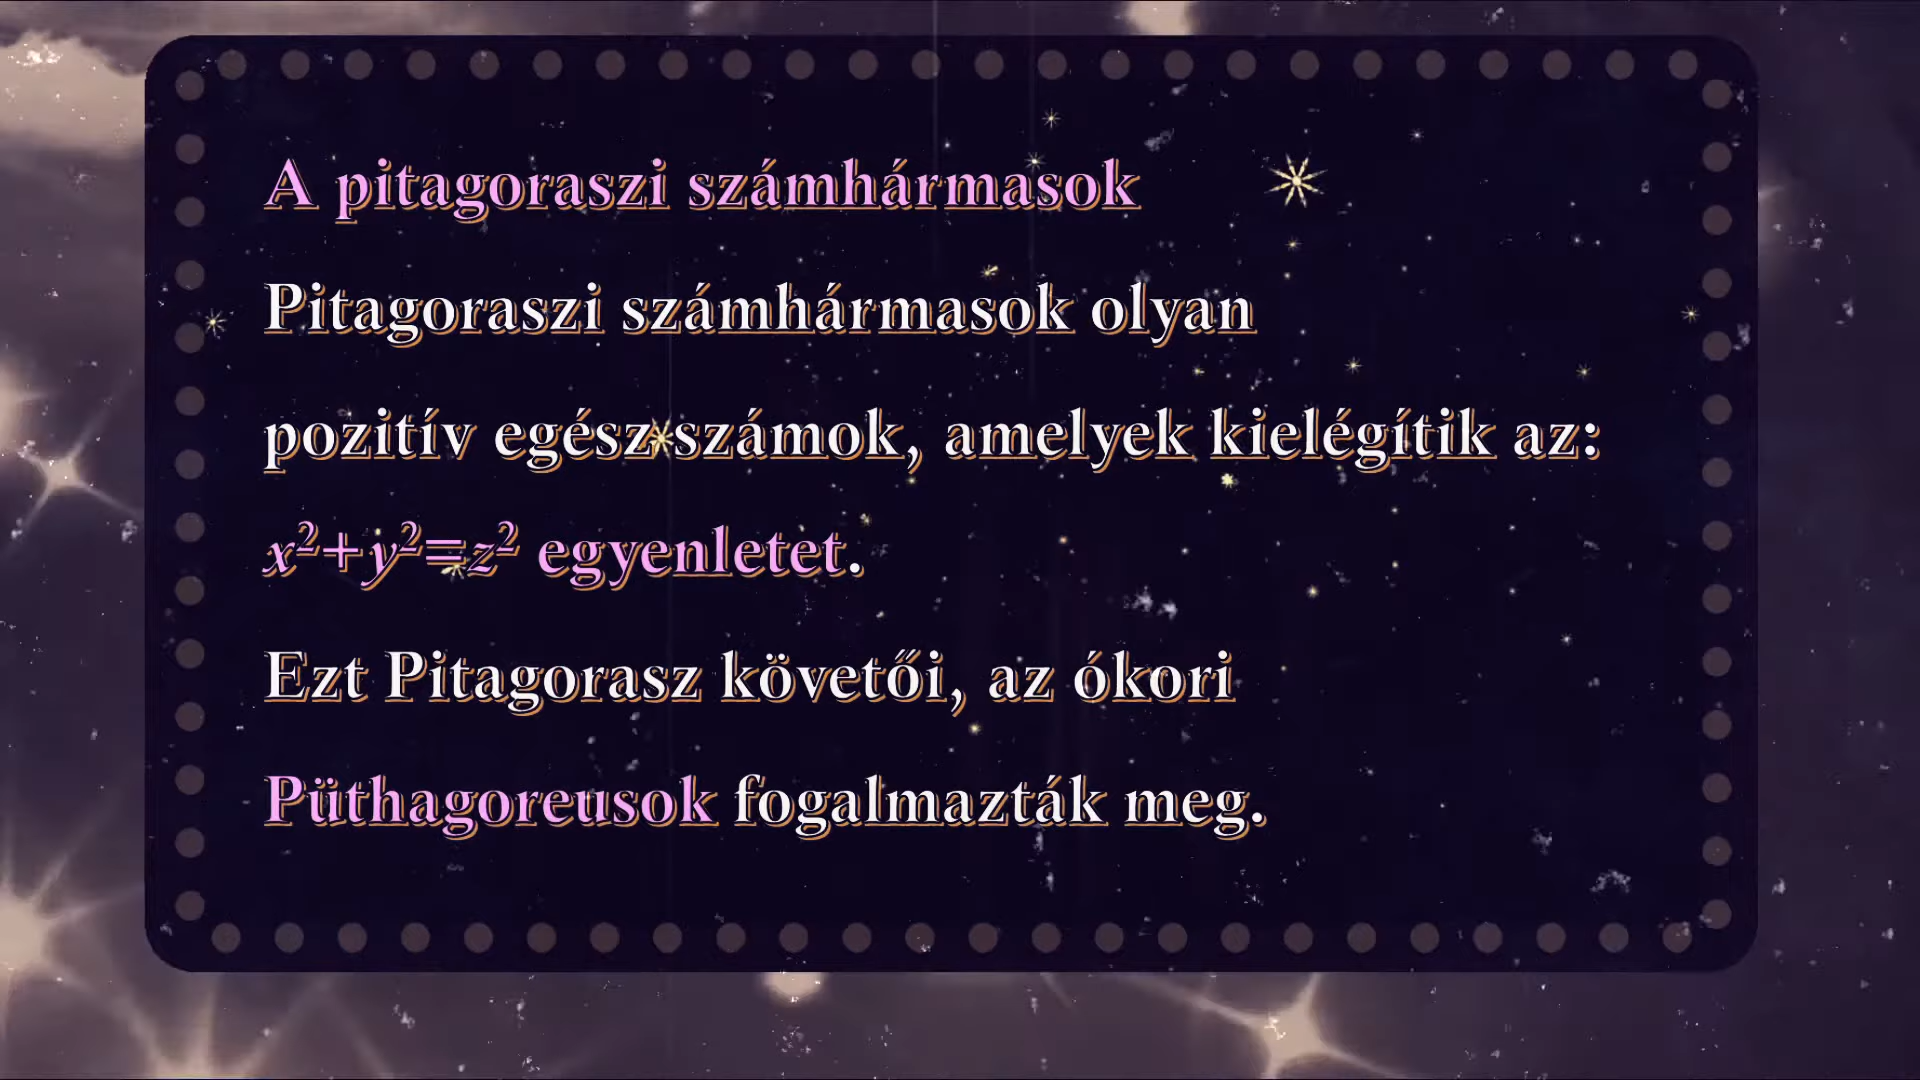 A pitagoraszi számhármasok
Pitagoraszi számhármasok olyan
pozitív egész számok, amelyek kielégítik az:
x²+y²=z² egyenletet.
Ezt Pitagorasz követői, az ókori
Püthagoreusok fogalmazták meg.